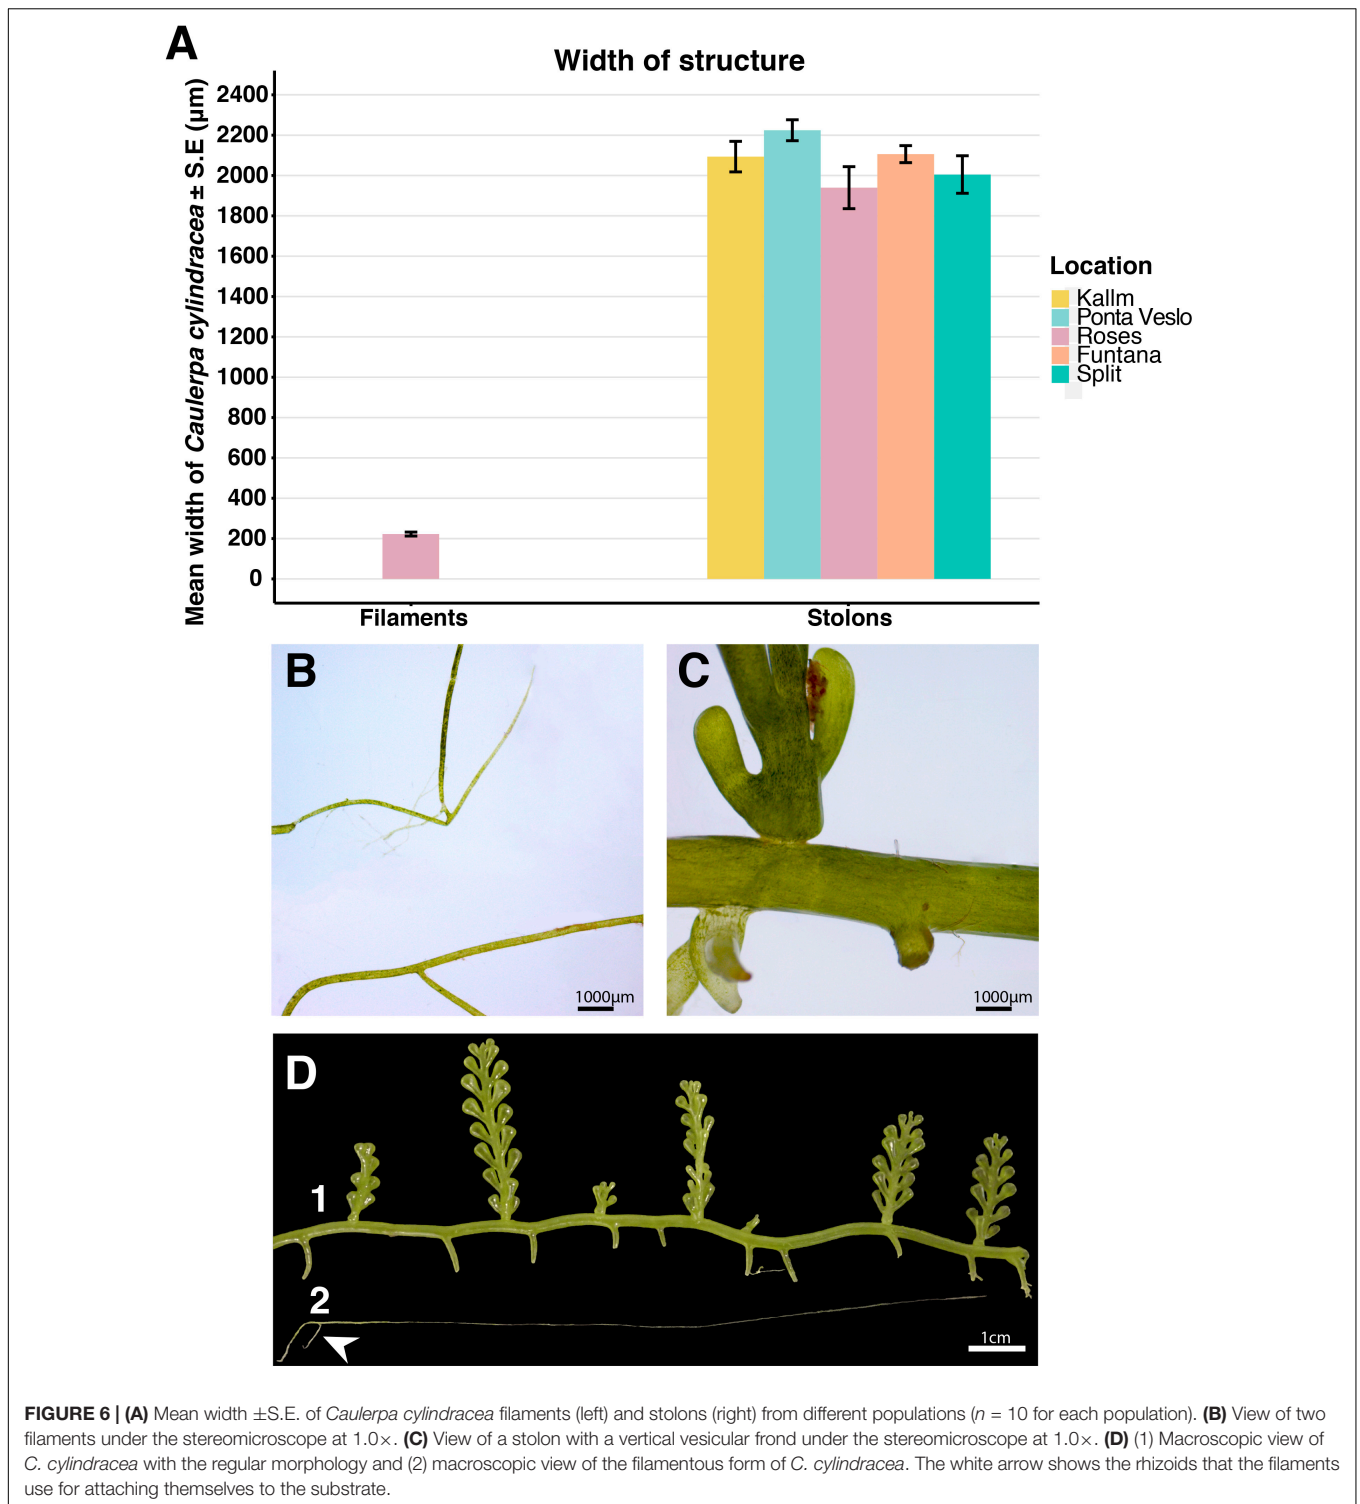 A
Width of structure
Mean width of Caulerpa cylindracea ± S.E (µm)
2400
2200
2000
1800
1600
1400
1200
1000
800
600
400
200
0
Filaments
Stolons
Location
Kallm
Ponta Veslo
Roses
Funtana
Split
B
1000µm
C
1000µm
D
1
2
1cm
FIGURE 6 | (A) Mean width ±S.E. of Caulerpa cylindracea filaments (left) and stolons (right) from different populations (n = 10 for each population). (B) View of two
filaments under the stereomicroscope at 1.0×. (C) View of a stolon with a vertical vesicular frond under the stereomicroscope at 1.0×. (D) (1) Macroscopic view of
C. cylindracea with the regular morphology and (2) macroscopic view of the filamentous form of C. cylindracea. The white arrow shows the rhizoids that the filaments
use for attaching themselves to the substrate.